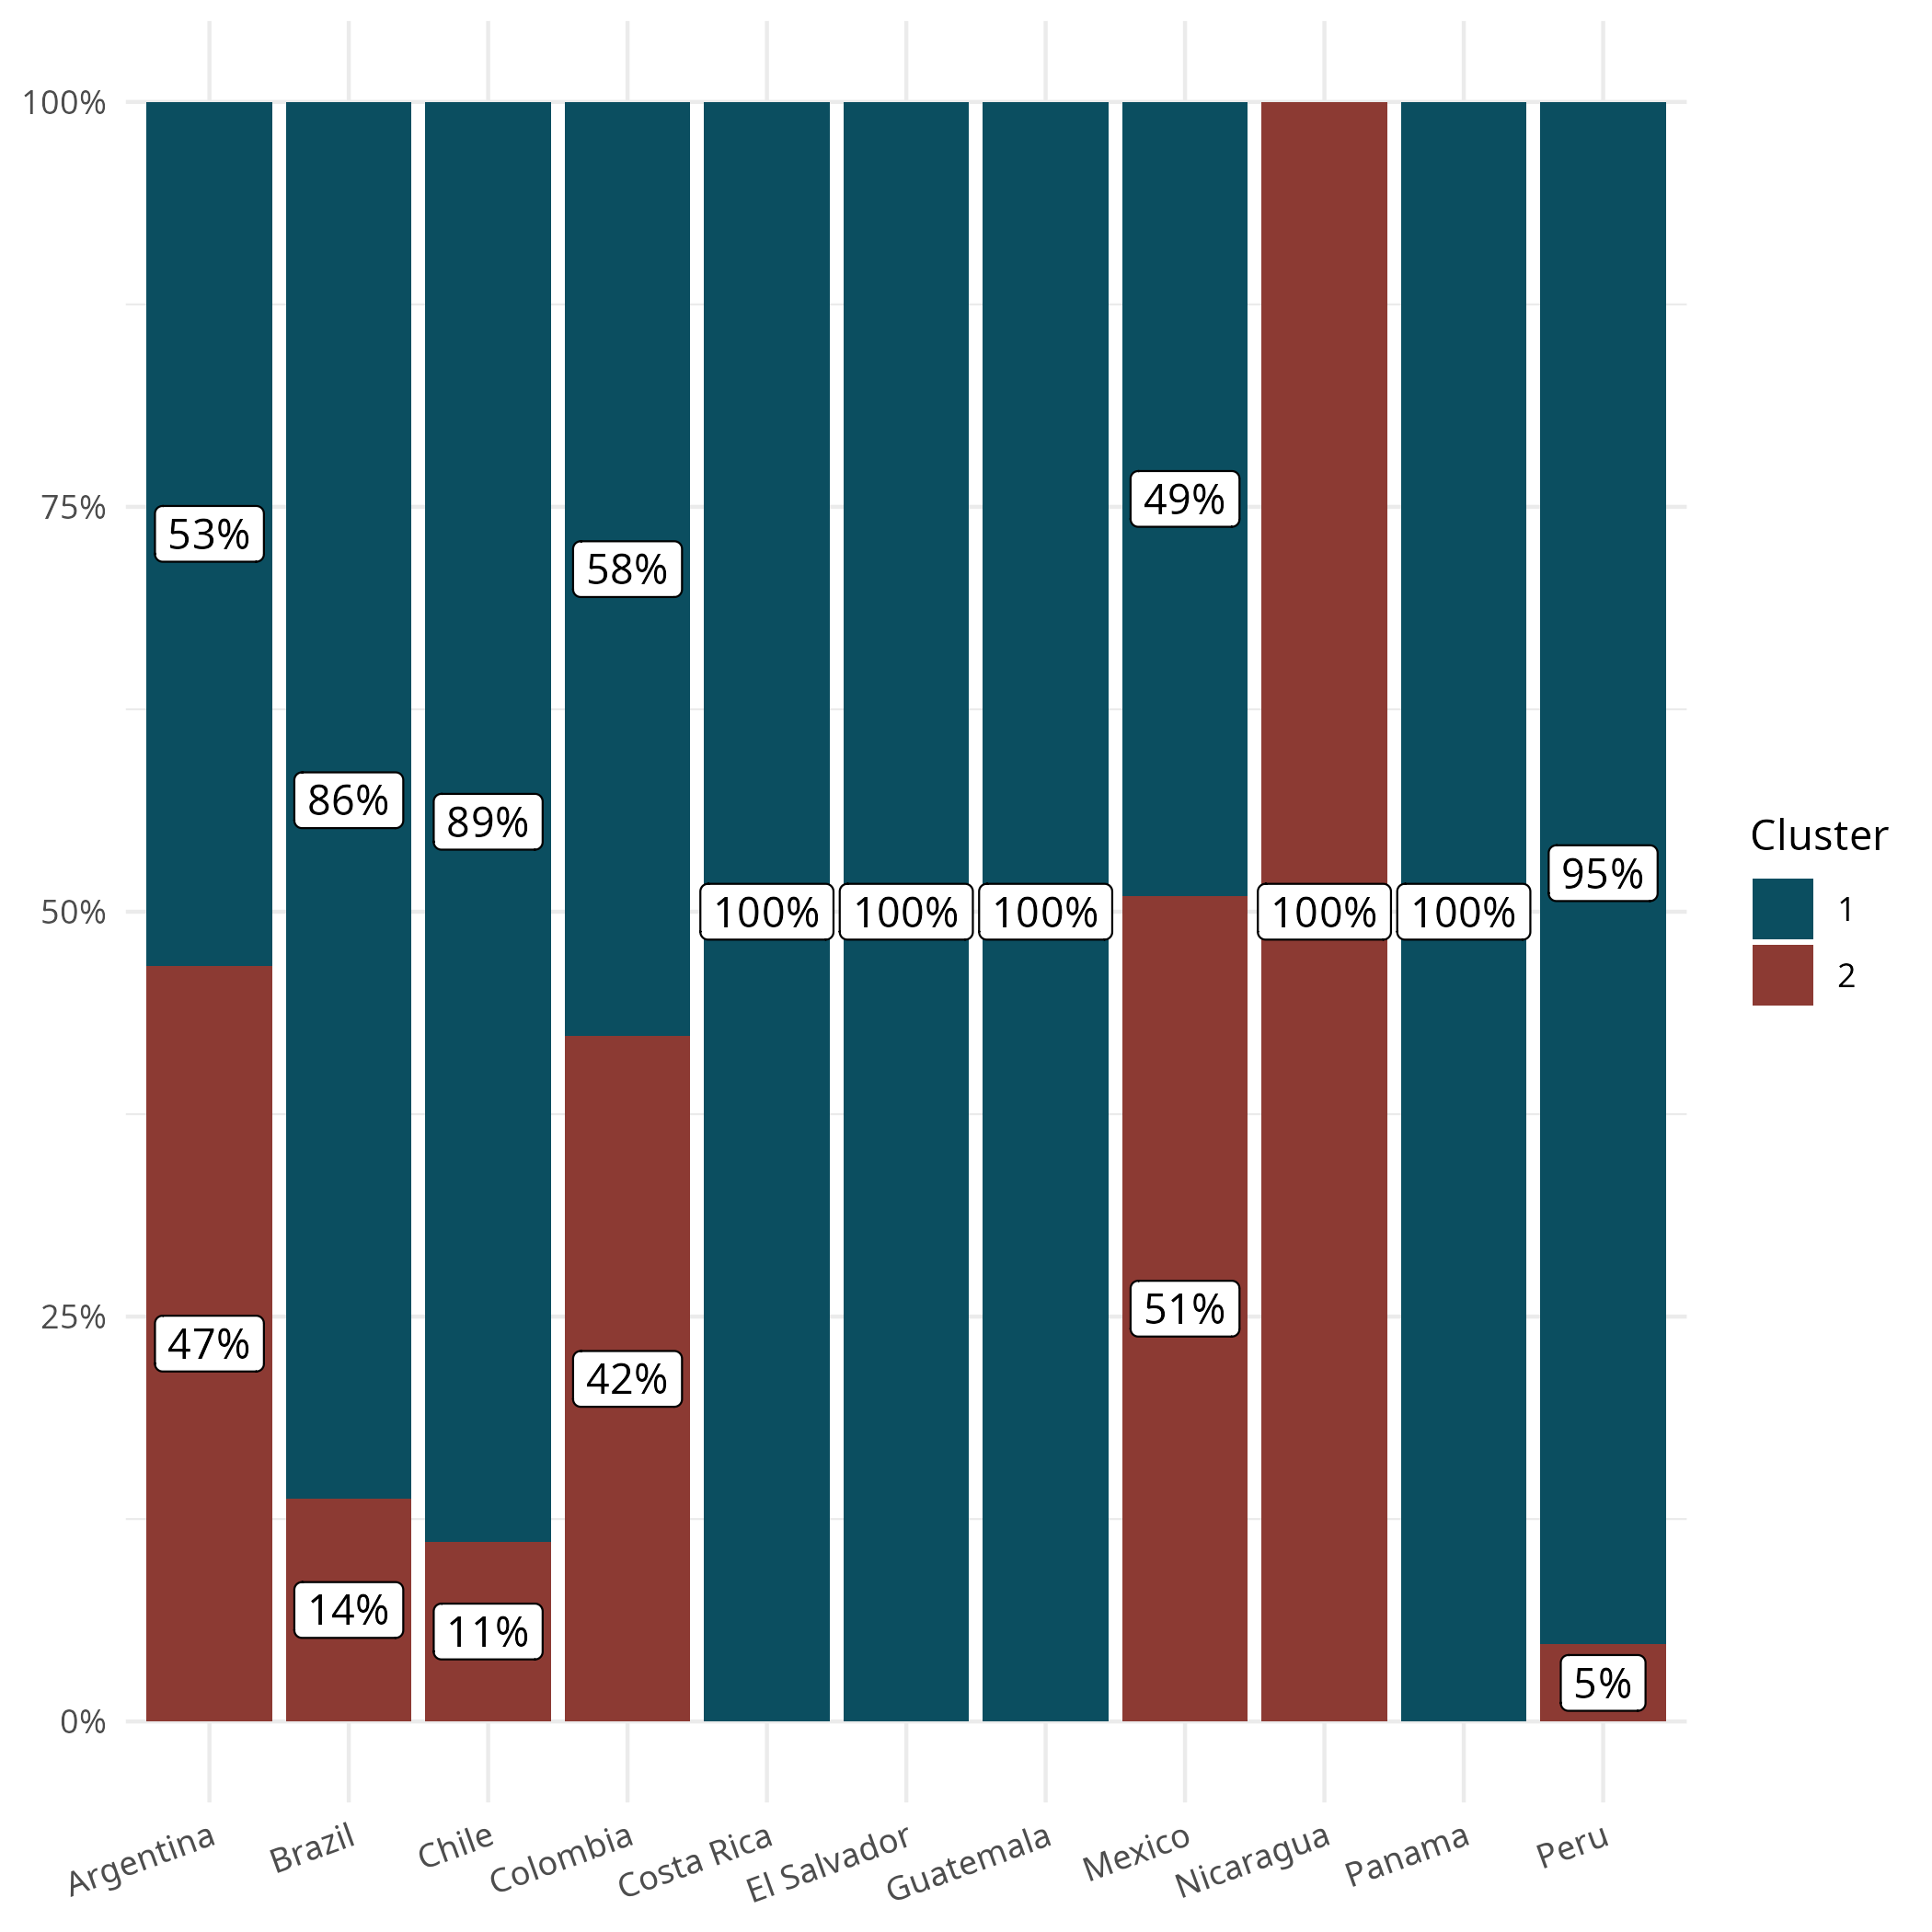 100%
75%
50%
25%
0%
53%
47%
86%
14%
89%
11%
58%
42%
100%
100%
100%
49%
51%
100%
100%
95%
5%
Argentina
Brazil
Chile
Colombia
Costa Rica
El Salvador
Guatemala
Mexico
Nicaragua
Panama
Peru
Cluster
1
2